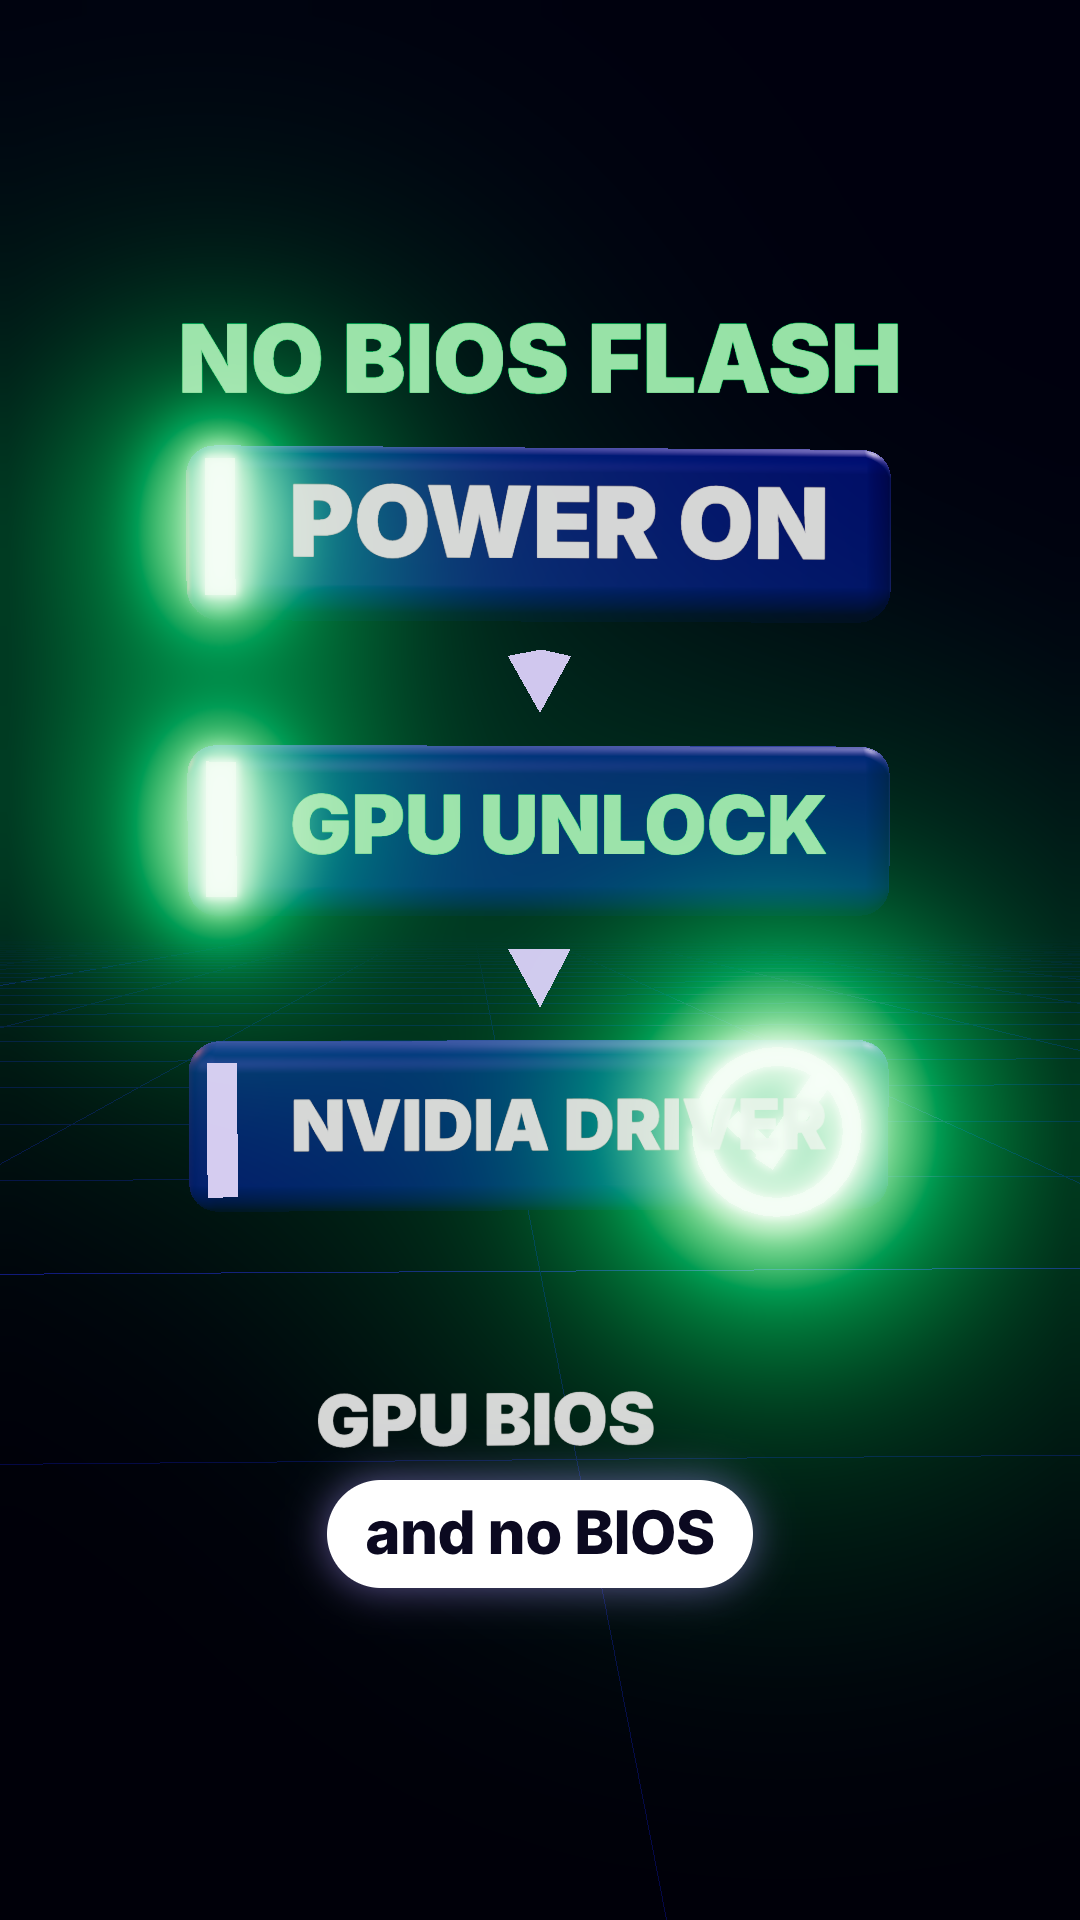 NO BIOS FLASH
POWER ON
GPU UNLOCK
NVIDIA DRIVER
GPU BIOS
and no BIOS